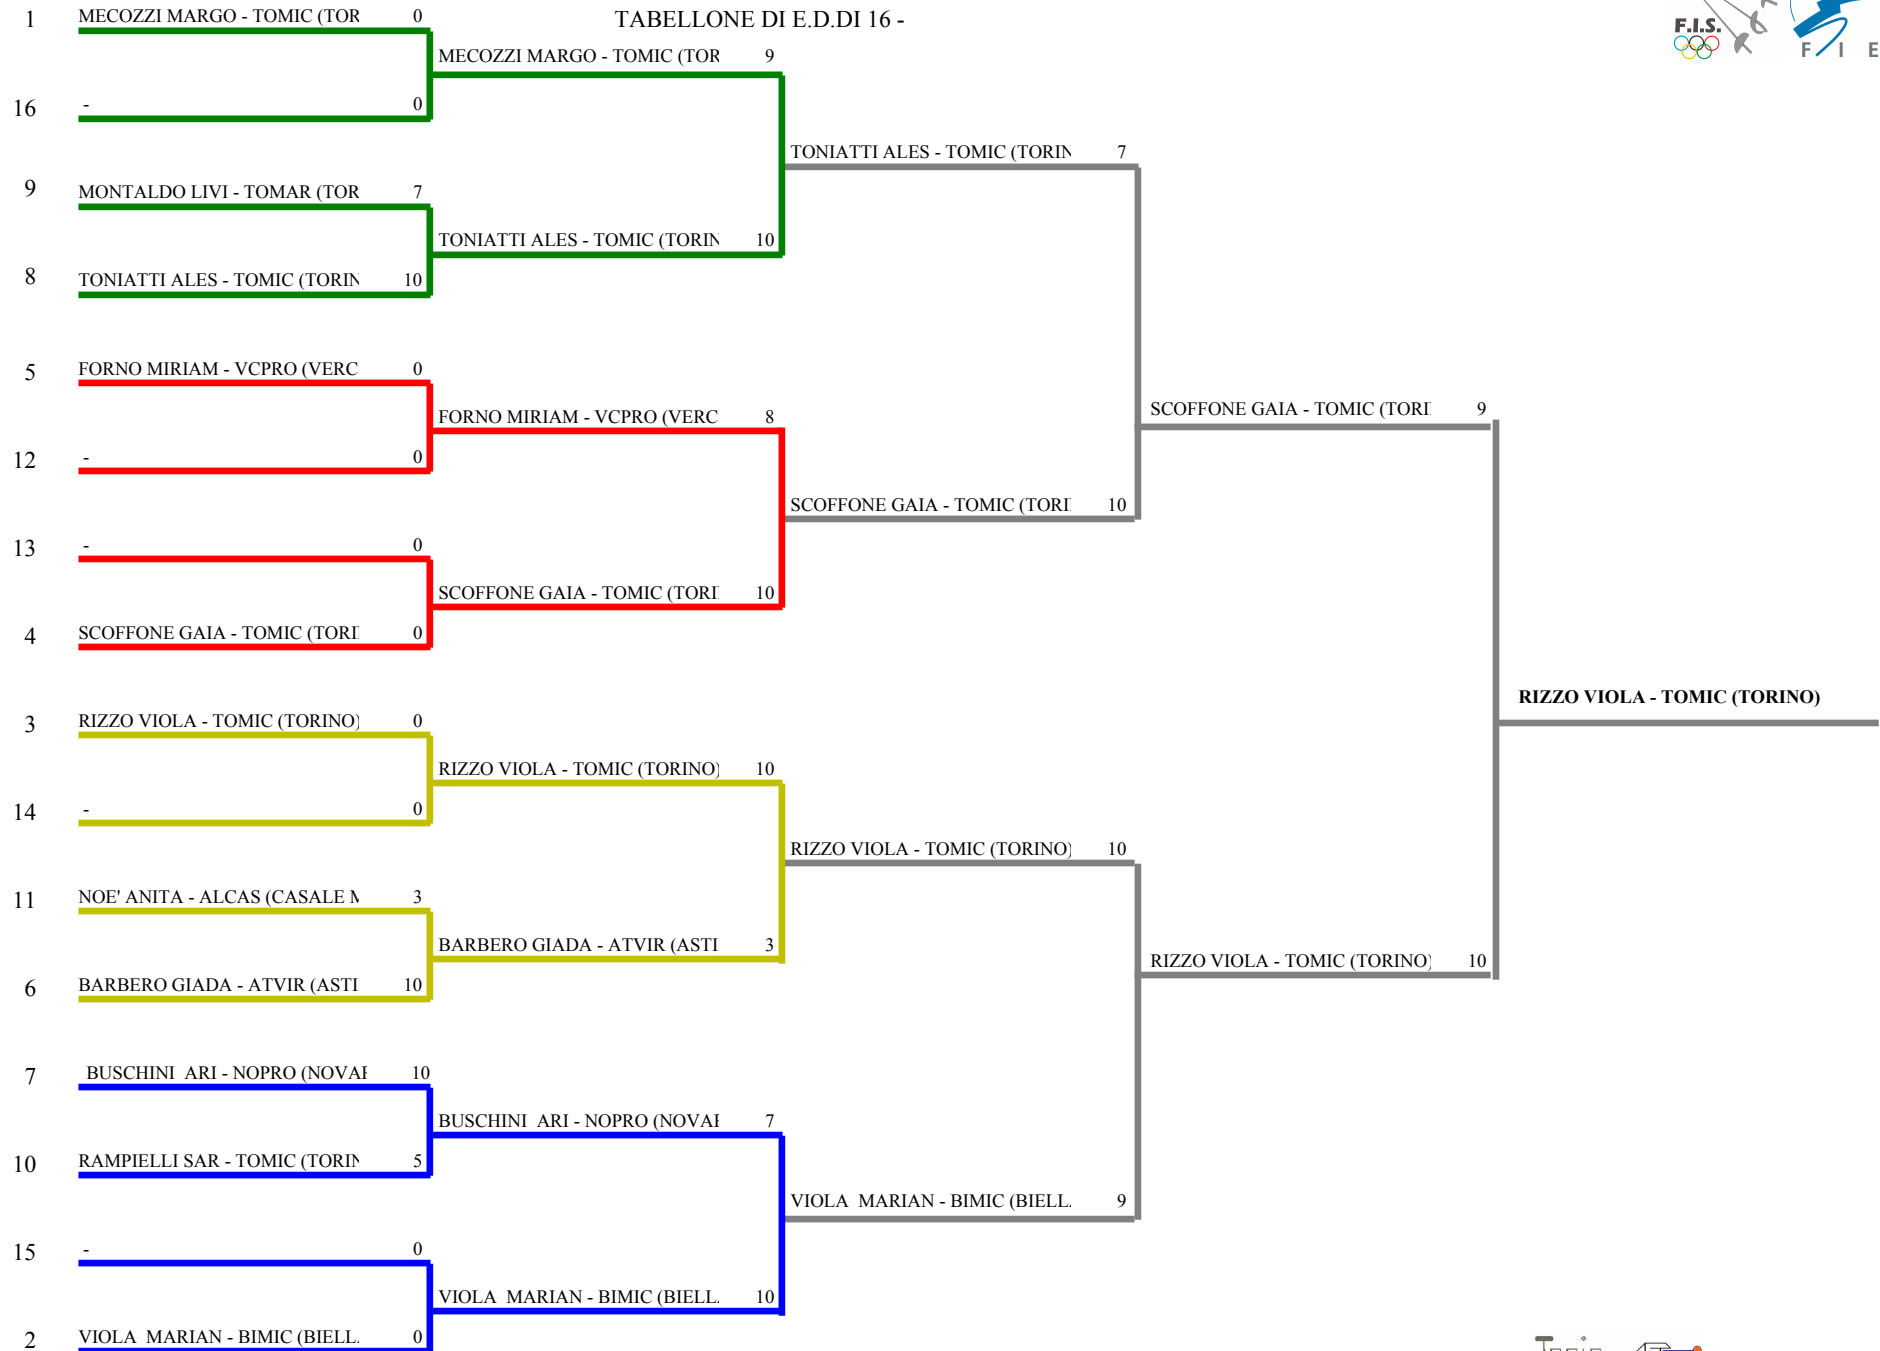 TABELLONE DI E.D.DI 16 -
F.I.S.
F I E
1 MECOZZI MARGO - TOMIC (TOR 0
MECOZZI MARGO - TOMIC (TOR 9
16 - 0
TONIATTI ALES - TOMIC (TORIN 7
9 MONTALDO LIVI - TOMAR (TOR 7
TONIATTI ALES - TOMIC (TORIN 10
8 TONIATTI ALES - TOMIC (TORIN 10
5 FORNO MIRIAM - VCPRO (VERC 0
SCOFFONE GAIA - TOMIC (TORI 9
FORNO MIRIAM - VCPRO (VERC 8
12 - 0
SCOFFONE GAIA - TOMIC (TORI 10
13 - 0
SCOFFONE GAIA - TOMIC (TORI 10
4 SCOFFONE GAIA - TOMIC (TORI 0
RIZZO VIOLA - TOMIC (TORINO)
3 RIZZO VIOLA - TOMIC (TORINO) 0
RIZZO VIOLA - TOMIC (TORINO) 10
14 - 0
RIZZO VIOLA - TOMIC (TORINO) 10
11 NOE' ANITA - ALCAS (CASALE M 3
BARBERO GIADA - ATVIR (ASTI 3
RIZZO VIOLA - TOMIC (TORINO) 10
6 BARBERO GIADA - ATVIR (ASTI 10
7 BUSCHINI ARI - NOPRO (NOVAR 10
BUSCHINI ARI - NOPRO (NOVAR 7
10 RAMPIELLI SAR - TOMIC (TORIN 5
VIOLA MARIAN - BIMIC (BIELL 9
15 - 0
VIOLA MARIAN - BIMIC (BIELL 10
2 VIOLA MARIAN - BIMIC (BIELL 0